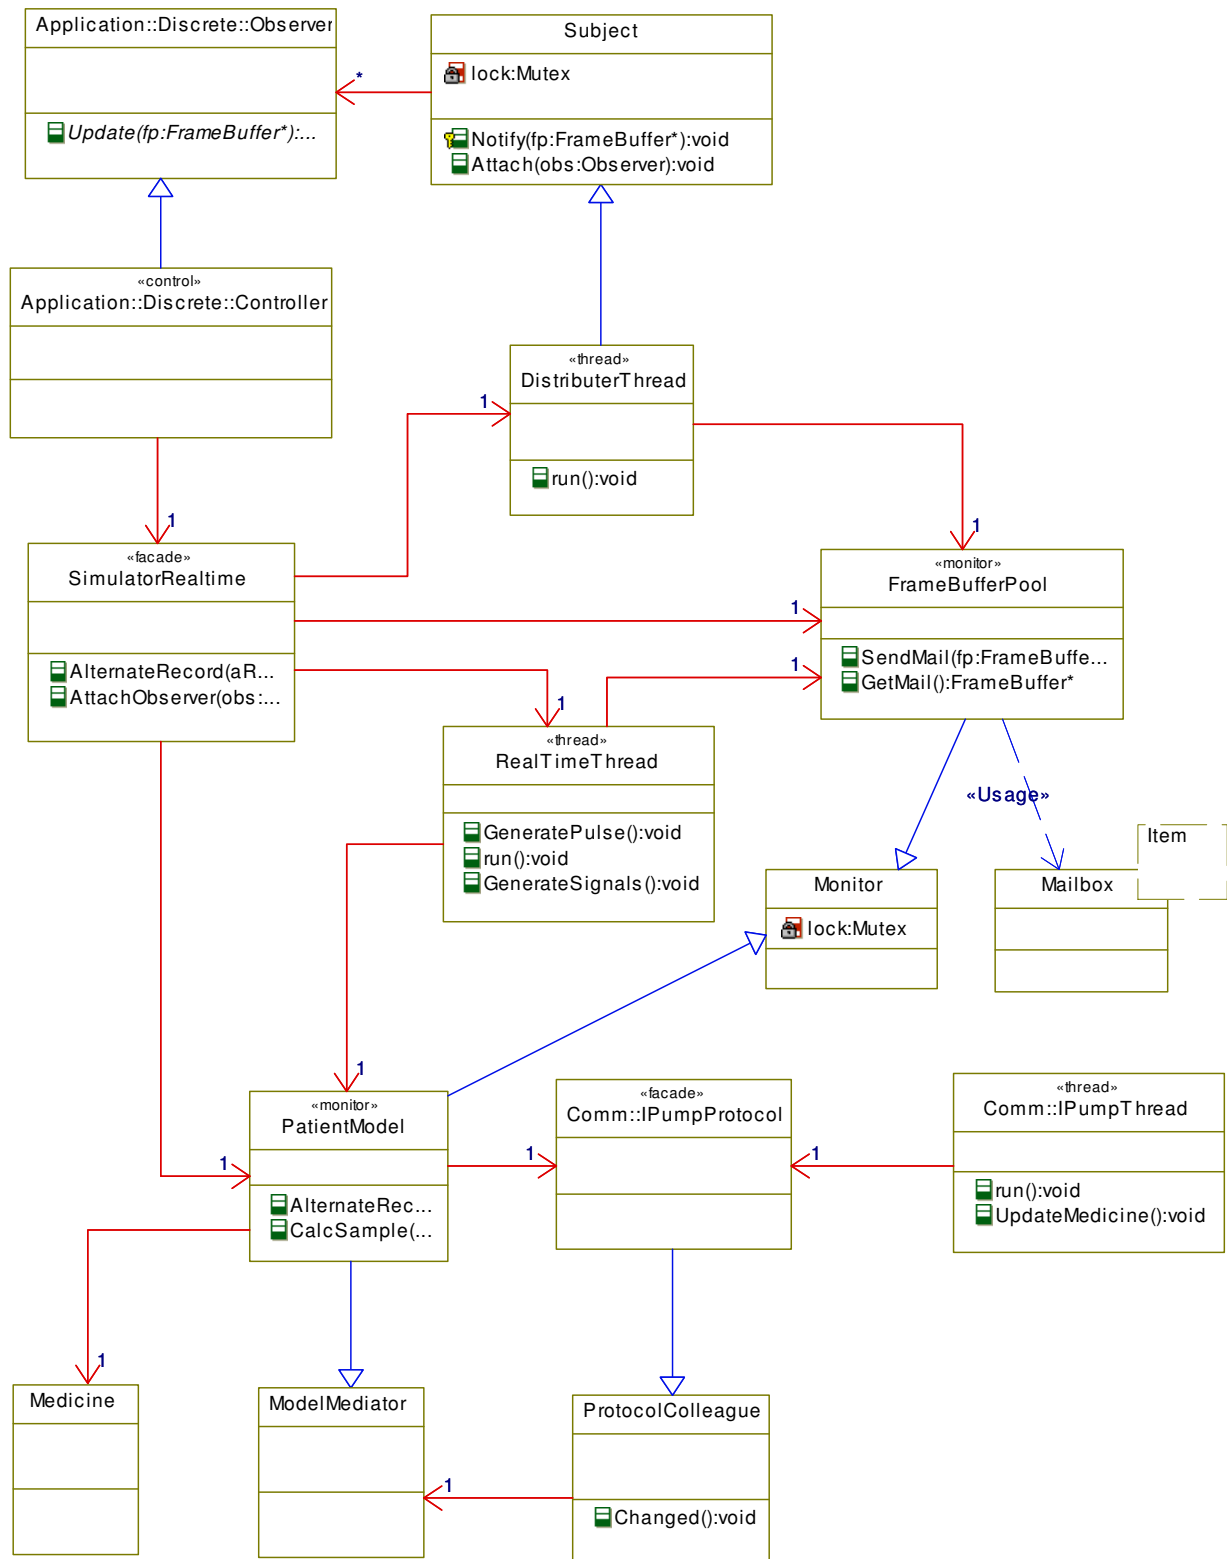 Application::Discrete::Observer
Update(fp:FrameBuffer*):...
*
Subject
lock:Mutex
Notify(fp:FrameBuffer*):void
Attach(obs:Observer):void
«control»
Application::Discrete::Controller
«thread»
DistributerThread
run():void
1
1
1
«facade»
SimulatorRealtime
AlternateRecord(aR...
AttachObserver(obs:...
«monitor»
FrameBufferPool
SendMail(fp:FrameBuffe...
GetMail():FrameBuffer*
1
1
1
«thread»
RealTimeThread
GeneratePulse():void
run():void
GenerateSignals():void
«Usage»
Monitor
lock:Mutex
Mailbox
Item
1
1
«monitor»
PatientModel
AlternateRec...
CalcSample(...
1
«facade»
Comm::IPumpProtocol
1
«thread»
Comm::IPumpThread
run():void
UpdateMedicine():void
1
Medicine
ModelMediator
1
ProtocolColleague
Changed():void